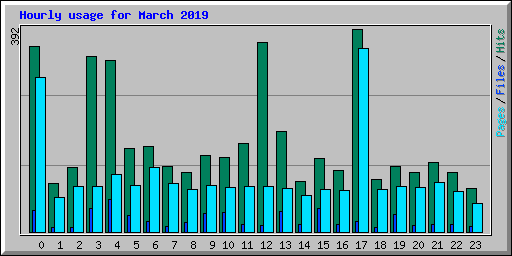 Hourly usage for March 2019
392
Pages / Files / Hits
0 1 2 3 4 5 6 7 8 9 10 11 12 13 14 15 16 17 18 19 20 21 22 23